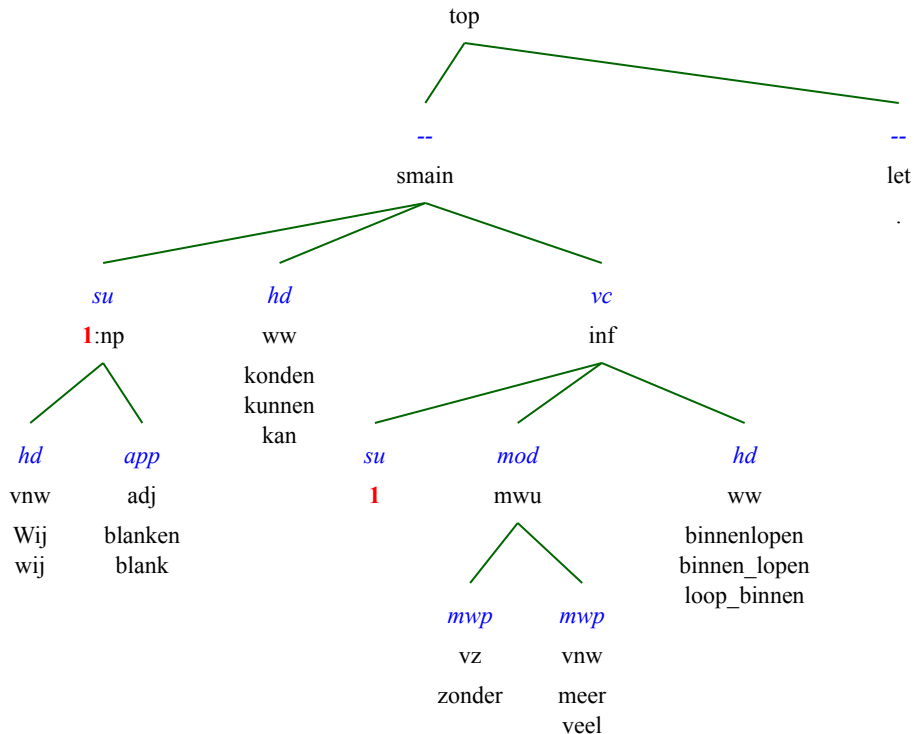 top
-- --
smain let
.
su hd vc
1:np ww inf
konden
kunnen
kan
hd app su mod hd
vnw adj 1 mwu ww
Wij blanken binnenlopen
wij blank binnen_lopen
loop_binnen
mwp mwp
vz vnw
zonder meer
veel